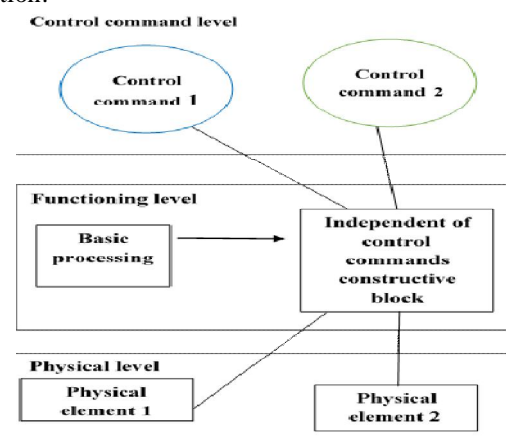 tion.
Control command level
Control
command 1
Control
command 2
Functioning level
Basic
processing
Independent of
control
commands
constructive
block
Physical level
Physical
element 1
Physical
element 2